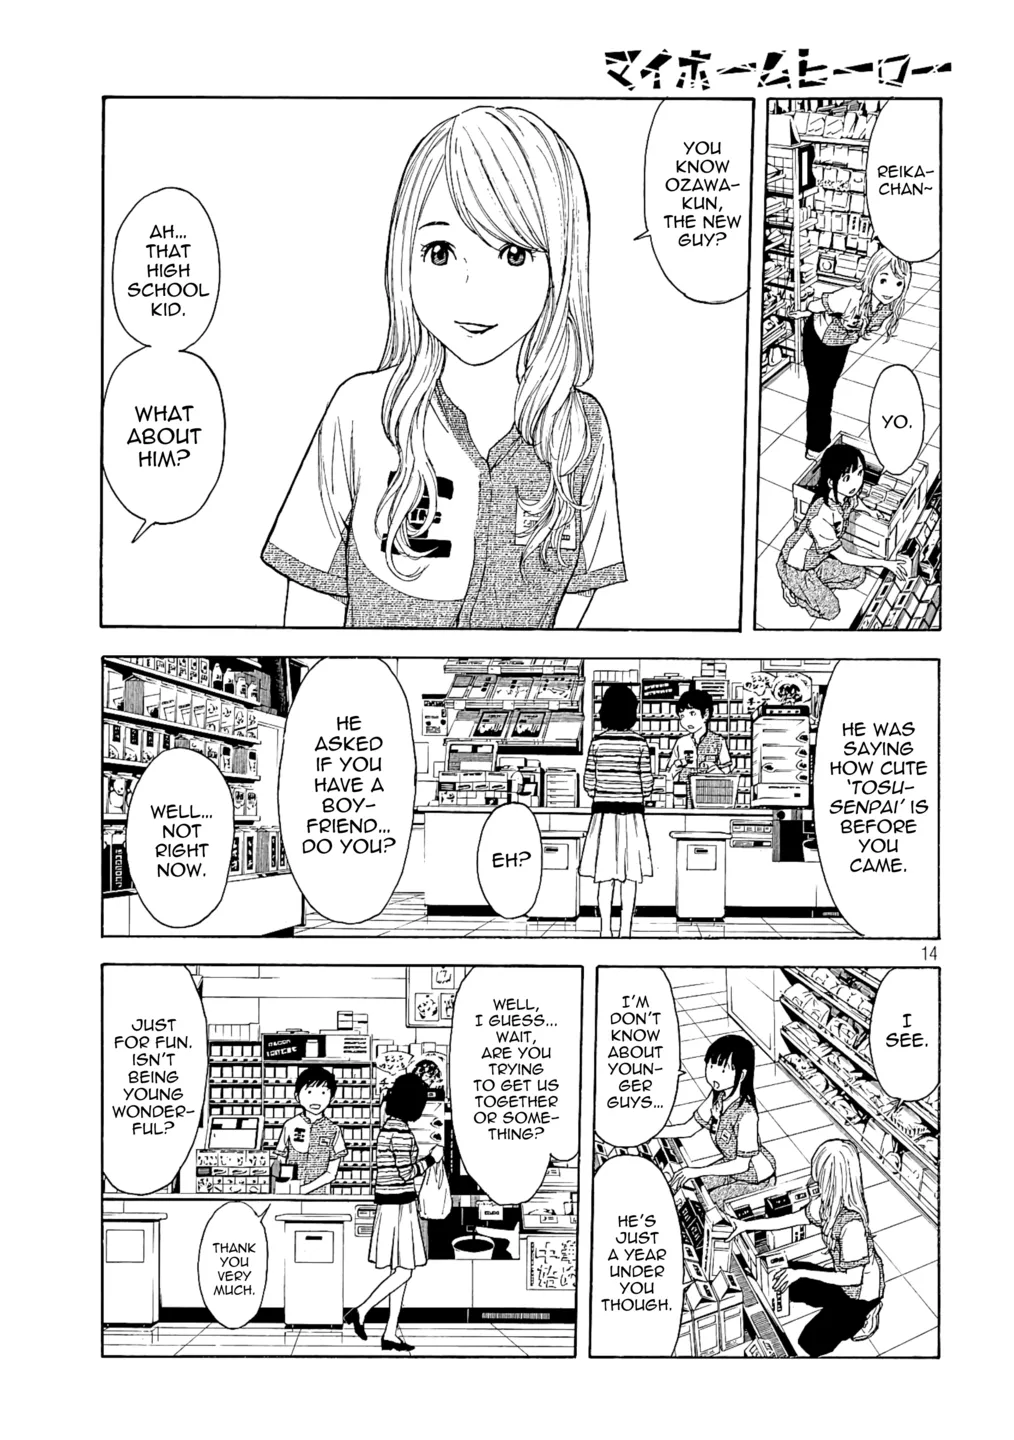 マイホームヒーロー
REIKA-
CHAN~
YO.
YOU
KNOW
OZAWA-
KUN,
THE NEW
GUY?
AH...
THAT
HIGH
SCHOOL
KID.
WHAT
ABOUT
HIM?
HE WAS
SAYING
HOW CUTE
'TOSU-
SENPAI' IS
BEFORE
YOU
CAME.
EH?
HE
ASKED
IF YOU
HAVE A
BOY-
FRIEND...
DO YOU?
WELL...
NOT
RIGHT
NOW.
14
I
SEE.
I'M
DON'T
KNOW
ABOUT
YOUN-
GER
GUYS...
HE'S
JUST
A YEAR
UNDER
YOU
THOUGH.
WELL,
I GUESS...
WAIT,
ARE YOU
TRYING
TO GET US
TOGETHER
OR SOME-
THING?
JUST
FOR FUN.
ISN'T
BEING
YOUNG
WONDER-
FUL?
THANK
YOU
VERY
MUCH.